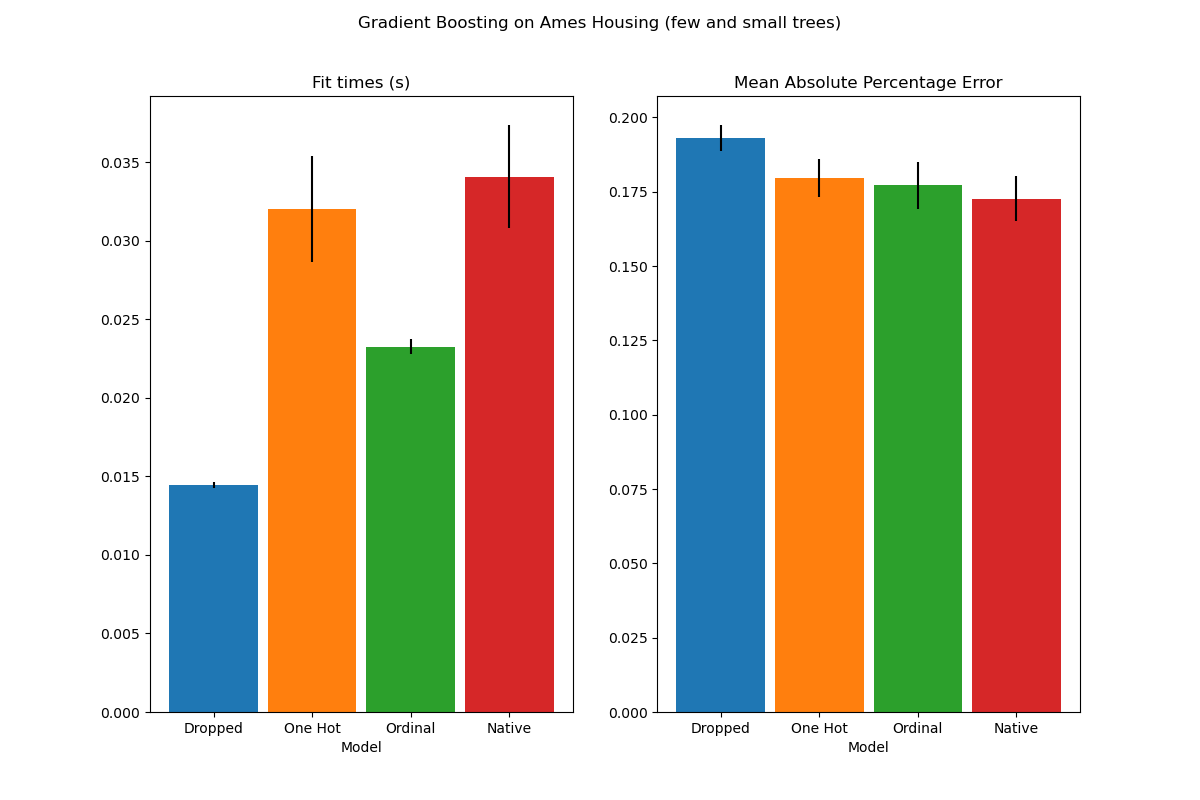 Gradient Boosting on Ames Housing (few and small trees)
Fit times (s)
0.035
0.030
0.025
0.020
0.015
0.010
0.005
0.000
Dropped One Hot Ordinal Native
Model
Mean Absolute Percentage Error
0.200
0.175
0.150
0.125
0.100
0.075
0.050
0.025
0.000
Dropped One Hot Ordinal Native
Model